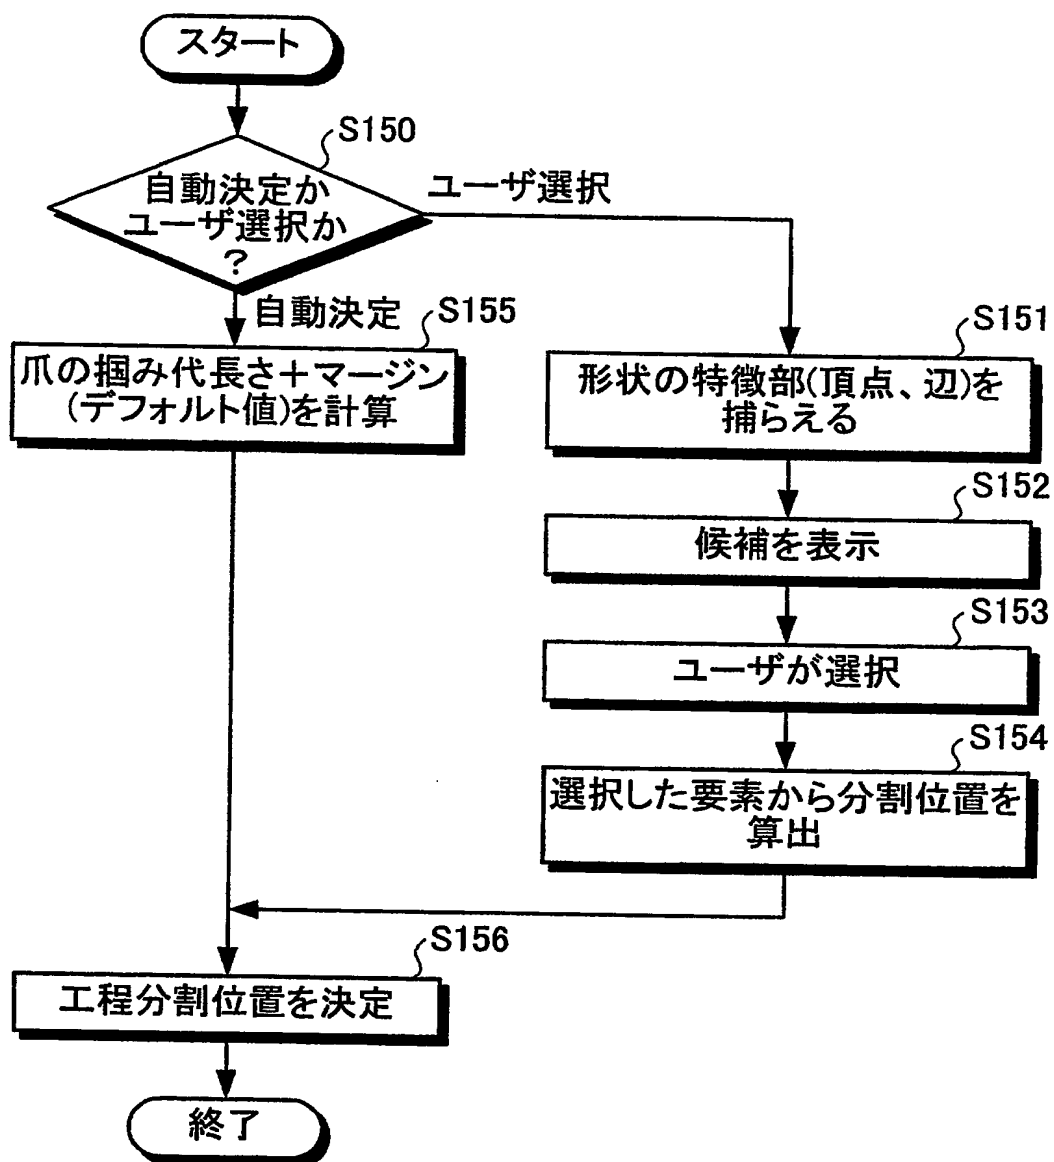 スタート
S150
自動決定か
ユーザ選択か
?
ユーザ選択
自動決定
S155
爪の掴み代長さ＋マージン
(デフォルト値)を計算
S151
形状の特徴部(頂点、辺)を
捕らえる
S152
候補を表示
S153
ユーザが選択
S154
選択した要素から分割位置を
算出
S156
工程分割位置を決定
終了